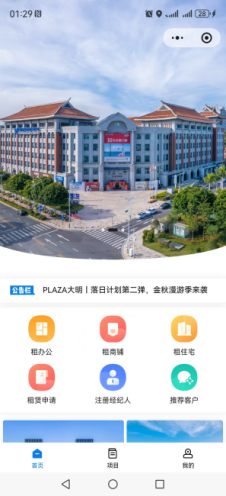 01:29
28
公告栏 PLAZA大明丨落日计划第二弹，金秋漫游季来袭
租办公 租商铺 租住宅
租赁申请 注册经纪人 推荐客户
首页 项目 我的